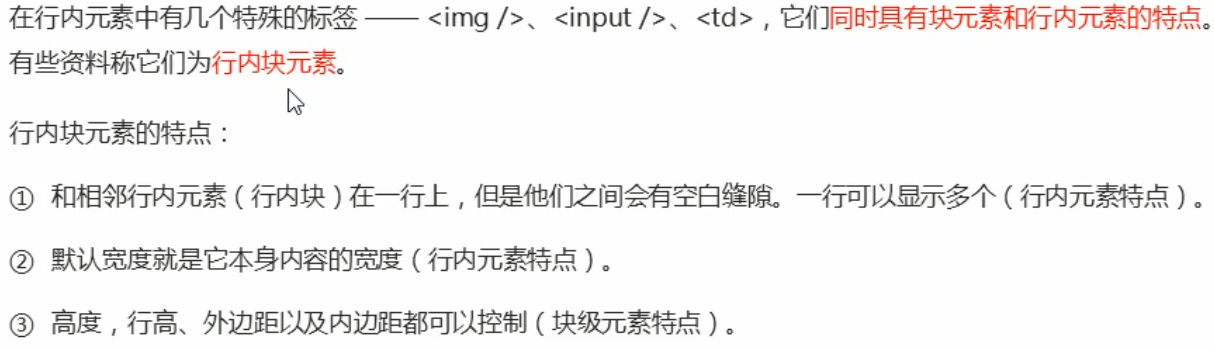 在行内元素中有几个特殊的标签 —— <img />、<input />、<td>，它们同时具有块元素和行内元素的特点。
有些资料称它们为行内块元素。
行内块元素的特点：
① 和相邻行内元素（行内块）在一行上，但是他们之间会有空白缝隙。一行可以显示多个（行内元素特点）。
② 默认宽度就是它本身内容的宽度（行内元素特点）。
③ 高度，行高、外边距以及内边距都可以控制（块级元素特点）。